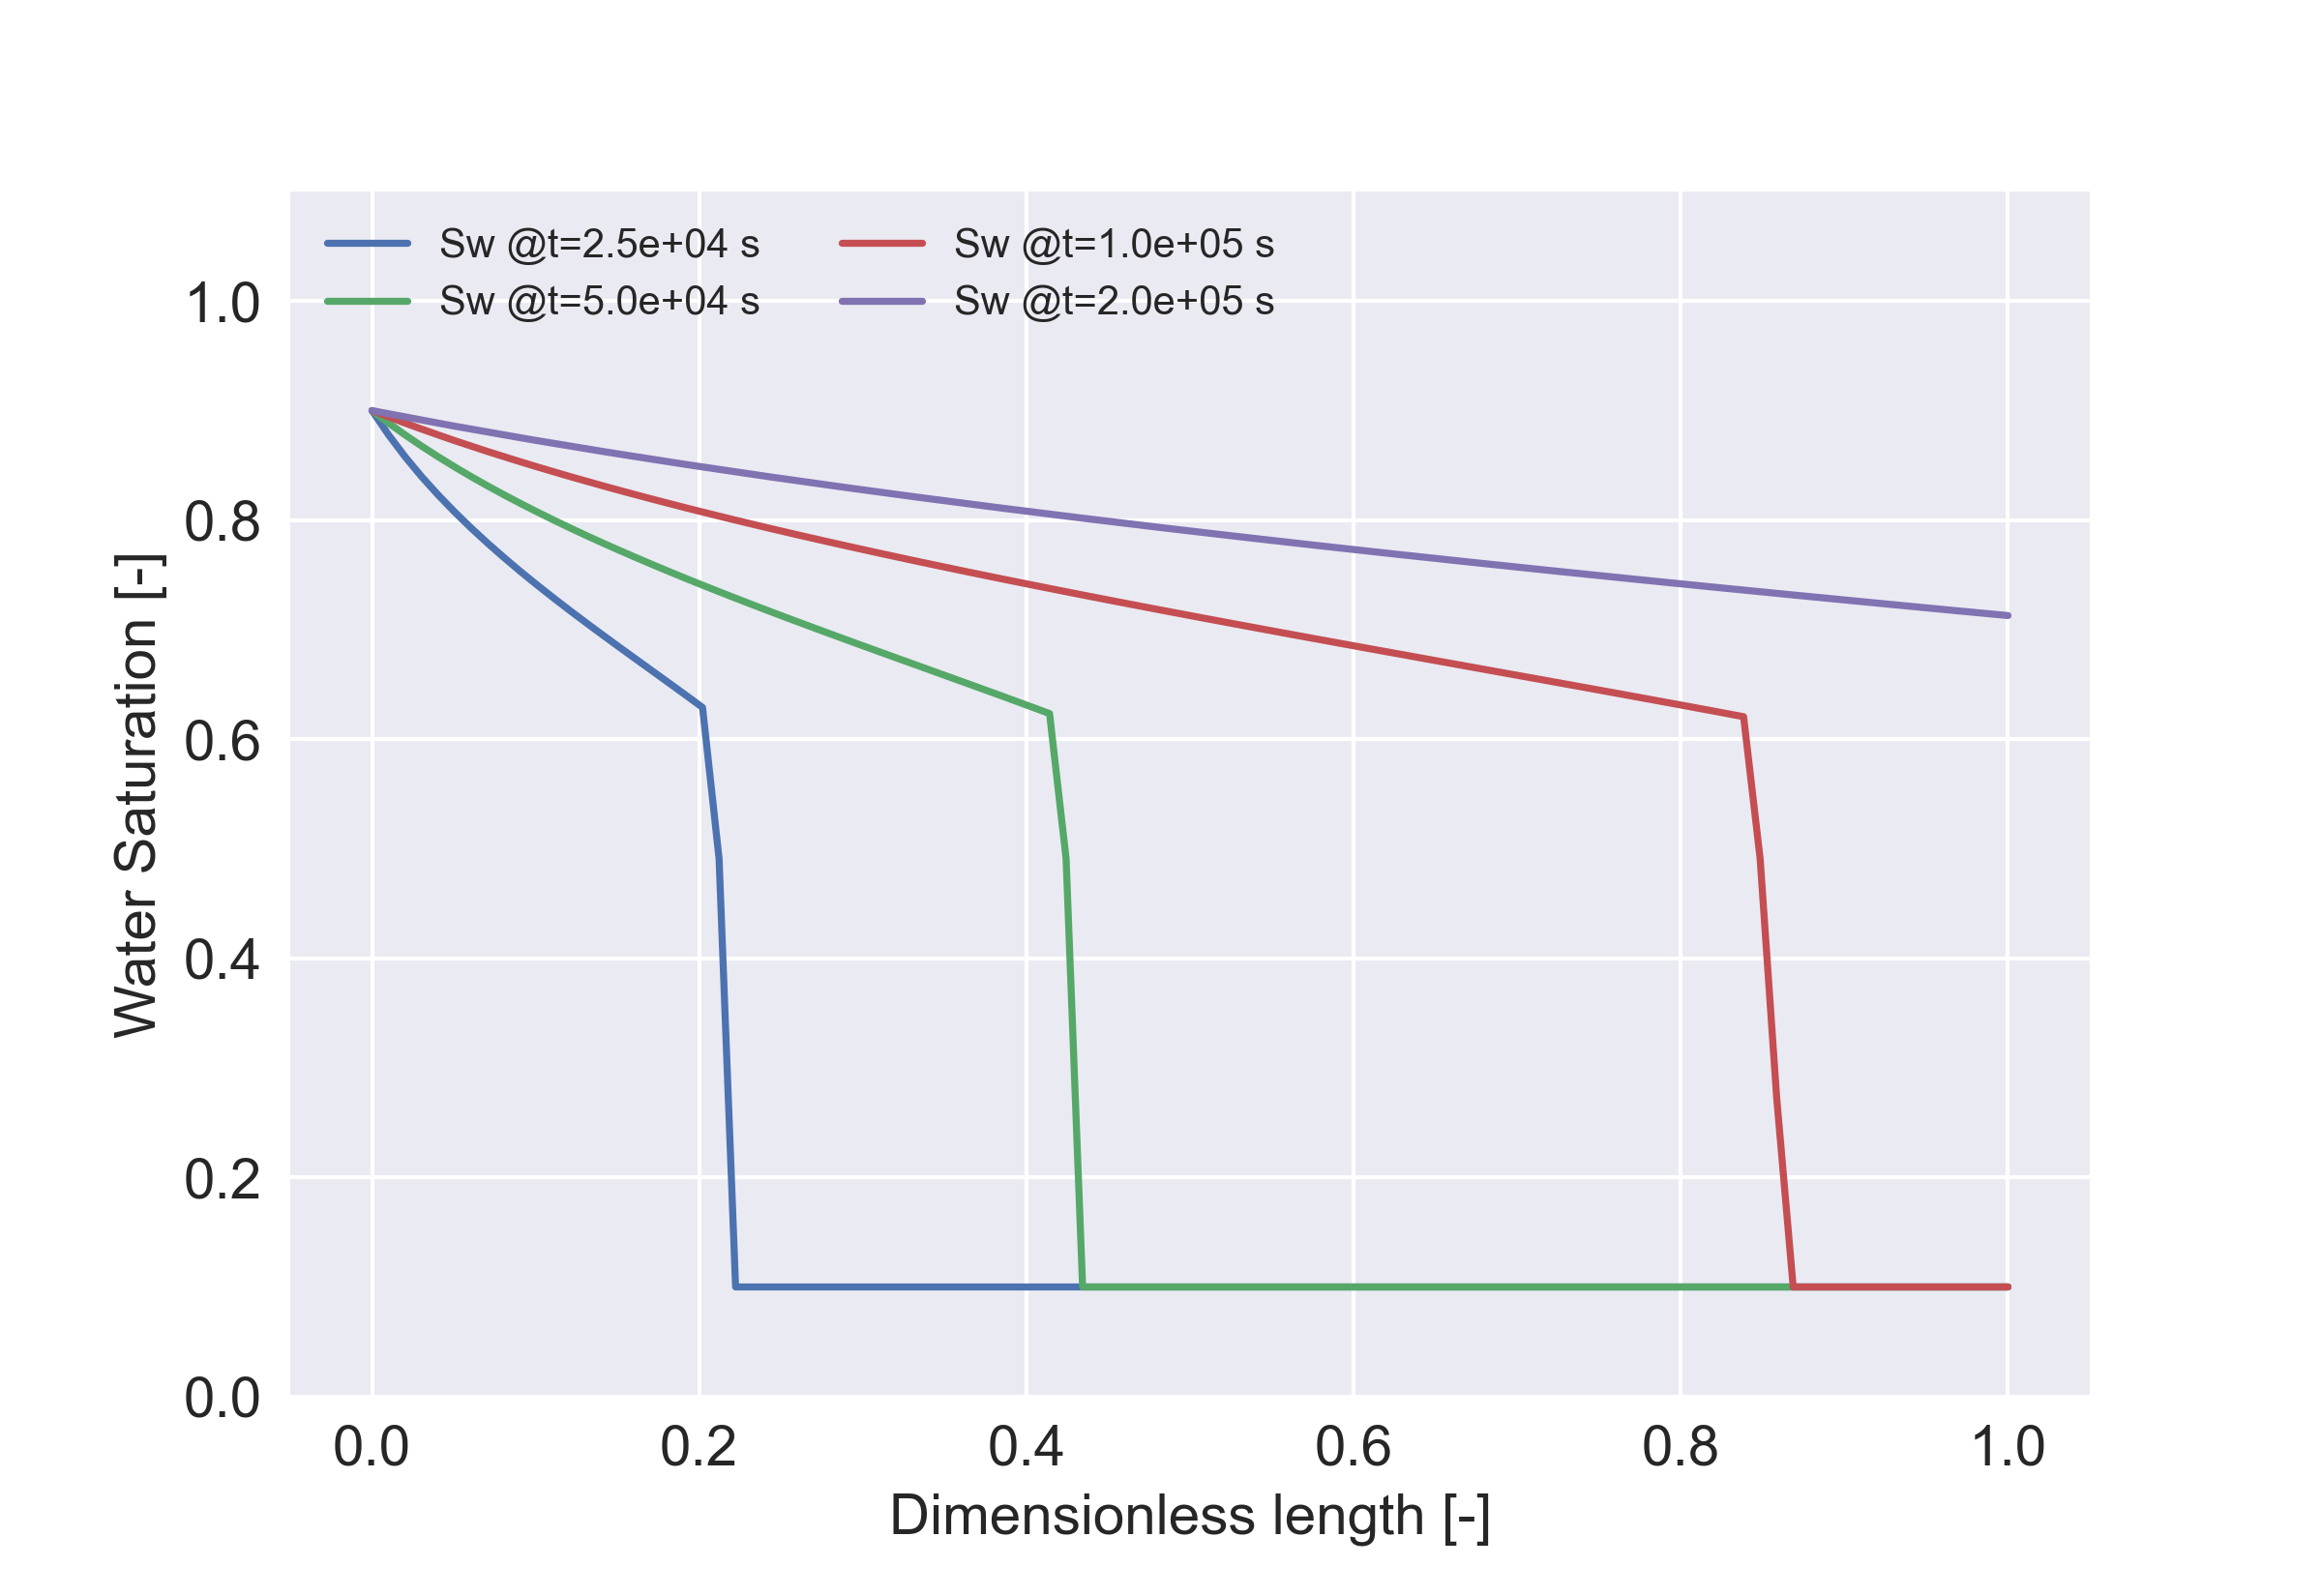 Sw @t=2.5e+04 s
Sw @t=5.0e+04 s
Sw @t=1.0e+05 s
Sw @t=2.0e+05 s
1.0
0.8
0.6
0.4
0.2
0.0
Water Saturation [-]
0.0 0.2 0.4 0.6 0.8 1.0
Dimensionless length [-]